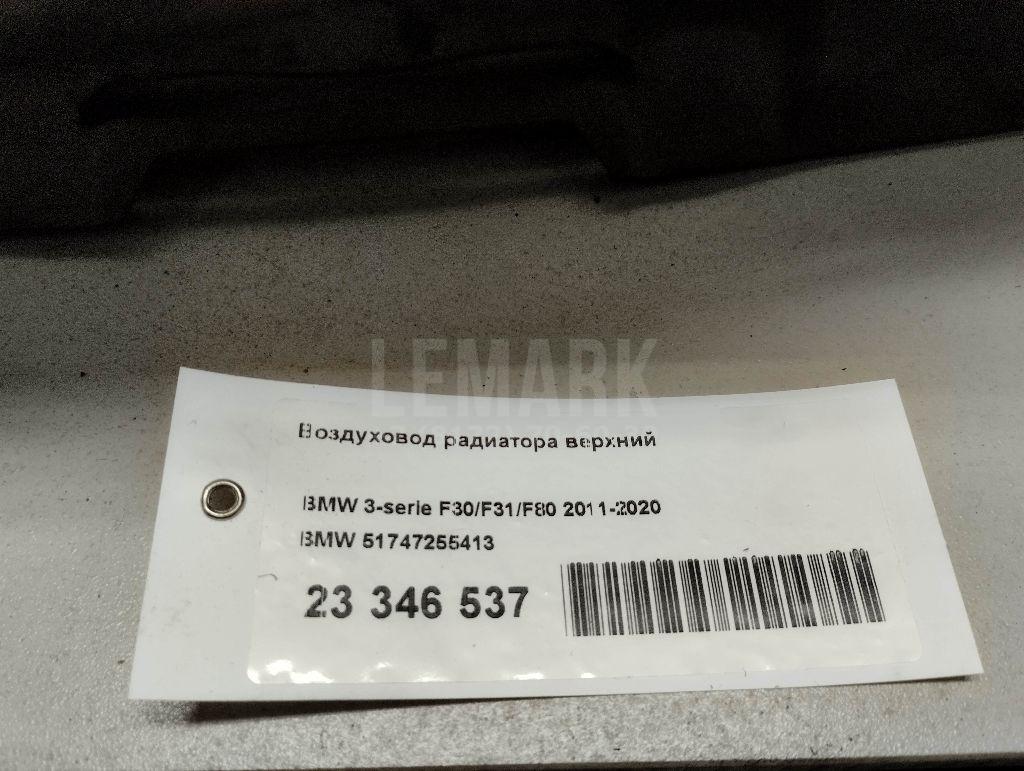 LEMARK
Воздуховод радиатора верхний
BMW 3-serie F30/F31/F80 2011-2020
BMW 51747255413
23 346 537